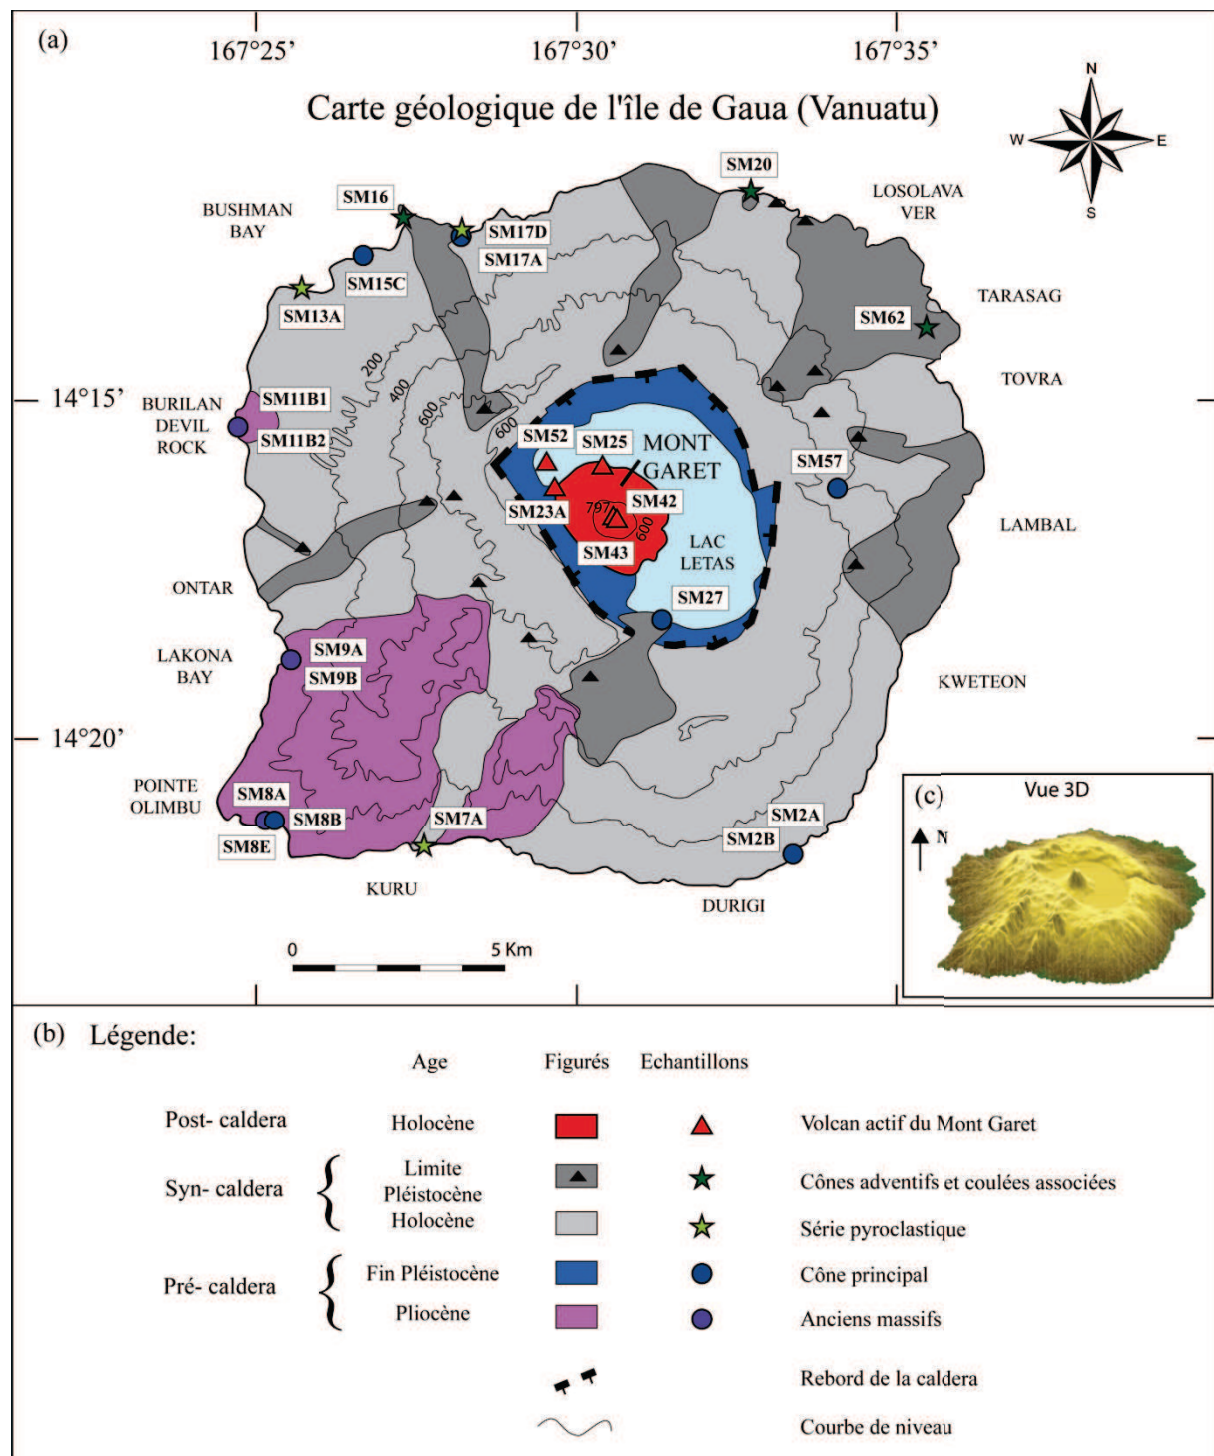 (a)
167°25’
167°30’
167°35’
Carte géologique de l'île de Gaua (Vanuatu)
N
W
E
S
SM20
LOSOLAVA
VER
SM16
BUSHMAN
BAY
SM17D
SM17A
SM15C
SM13A
TARASAG
SM62
200
400
600
600
14°15’
TOVRA
BURILAN
DEVIL
ROCK
SM11B1
SM11B2
SM52
SM25
MONT
GARET
SM57
SM23A
797
SM42
600
SM43
LAC
LETAS
LAMBAL
ONTAR
SM27
LAKONA
BAY
SM9A
SM9B
KWETEON
14°20’
POINTE
OLIMBU
SM8A
SM8B
SM8E
SM7A
SM2A
SM2B
KURU
DURIGI
0
5 Km
(c)
Vue 3D
N
(b)
Légende:
Age
Figurés
Echantillons
Post- caldera
Holocène
Volcan actif du Mont Garet
Syn- caldera
Limite
Pléistocène
Holocène
Cônes adventifs et coulées associées
Série pyroclastique
Pré- caldera
Fin Pléistocène
Cône principal
Pliocène
Anciens massifs
Rebord de la caldera
Courbe de niveau